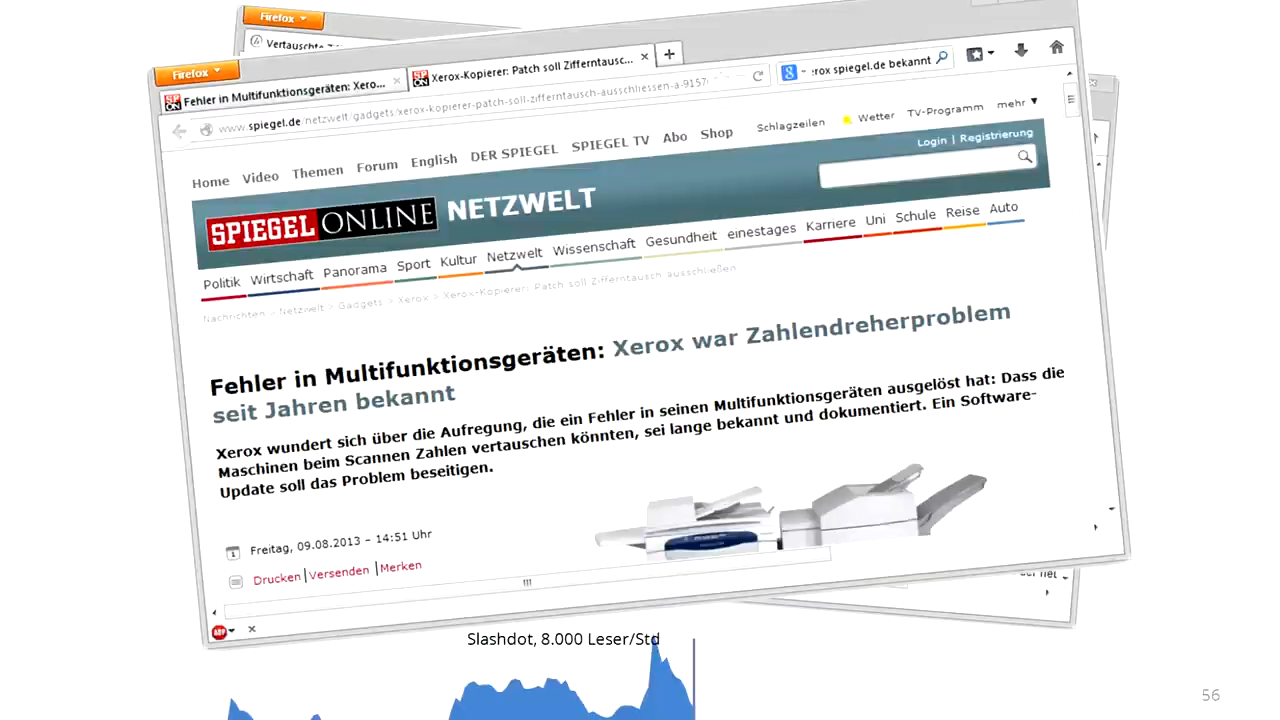 Firefox
Vertauschte
Firefox
Fehler in Multifunktionsgeräten: Xero...
Xerox-Kopierer: Patch soll Zifferntausc...
www.spiegel.de/netzwelt/gadgets/xerox-kopierer-patch-soll-zifferntausch-ausschliessen-a-9157
rox spiegel.de bekannt
Schlagzeilen Wetter TV-Programm mehr
Home Video Themen Forum English DER SPIEGEL SPIEGEL TV Abo Shop
Login | Registrierung
SPIEGEL ONLINE NETZWELT
Politik Wirtschaft Panorama Sport Kultur Netzwelt Wissenschaft Gesundheit einestages Karriere Uni Schule Reise Auto
Nachrichten > Netzwelt > Gadgets > Xerox > Xerox-Kopierer: Patch soll Zifferntausch ausschließen
Fehler in Multifunktionsgeräten: Xerox war Zahlendreherproblem
seit Jahren bekannt
Xerox wundert sich über die Aufregung, die ein Fehler in seinen Multifunktionsgeräten ausgelöst hat: Dass die
Maschinen beim Scannen Zahlen vertauschen könnten, sei lange bekannt und dokumentiert. Ein Software-
Update soll das Problem beseitigen.
Freitag, 09.08.2013 – 14:51 Uhr
Drucken | Versenden | Merken
ABP
Slashdot, 8.000 Leser/Std
56